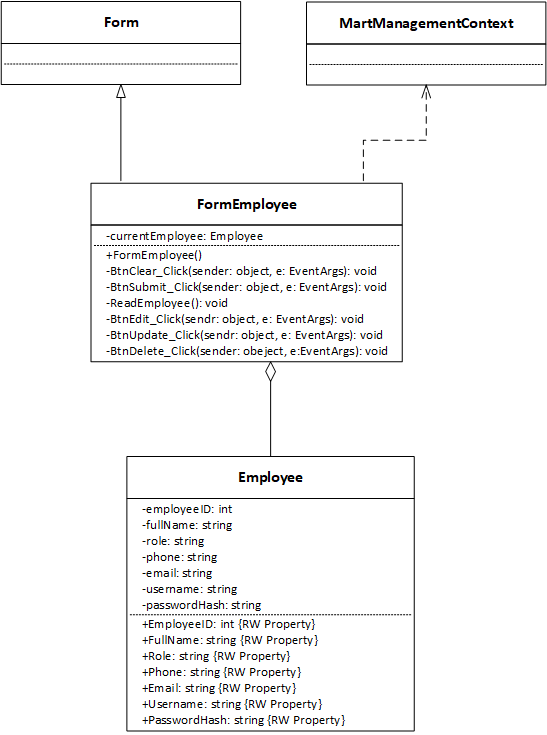 Form
MartManagementContext
FormEmployee
-currentEmployee: Employee
+FormEmployee()
-BtnClear_Click(sender: object, e: EventArgs): void
-BtnSubmit_Click(sender: object, e: EventArgs): void
-ReadEmployee(): void
-BtnEdit_Click(sendr: object, e: EventArgs): void
-BtnUpdate_Click(sendr: object, e: EventArgs): void
-BtnDelete_Click(sender: obeject, e:EventArgs): void
Employee
-employeeID: int
-fullName: string
-role: string
-phone: string
-email: string
-username: string
-passwordHash: string
+EmployeeID: int {RW Property}
+FullName: string {RW Property}
+Role: string {RW Property}
+Phone: string {RW Property}
+Email: string {RW Property}
+Username: string {RW Property}
+PasswordHash: string {RW Property}